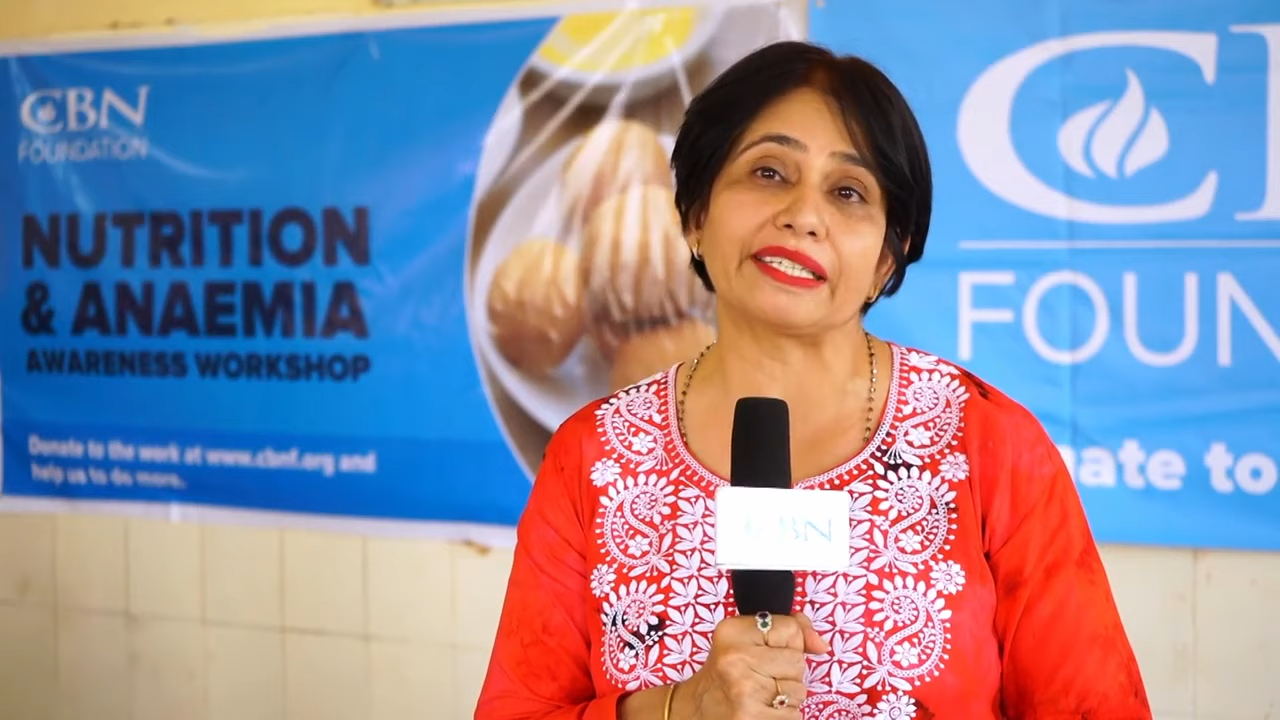 CBN
FOUNDATION
NUTRITION
& ANAEMIA
AWARENESS WORKSHOP
Donate to the work at www.cbnf.org and
help us to do more.
CBN
FOUN
ate to